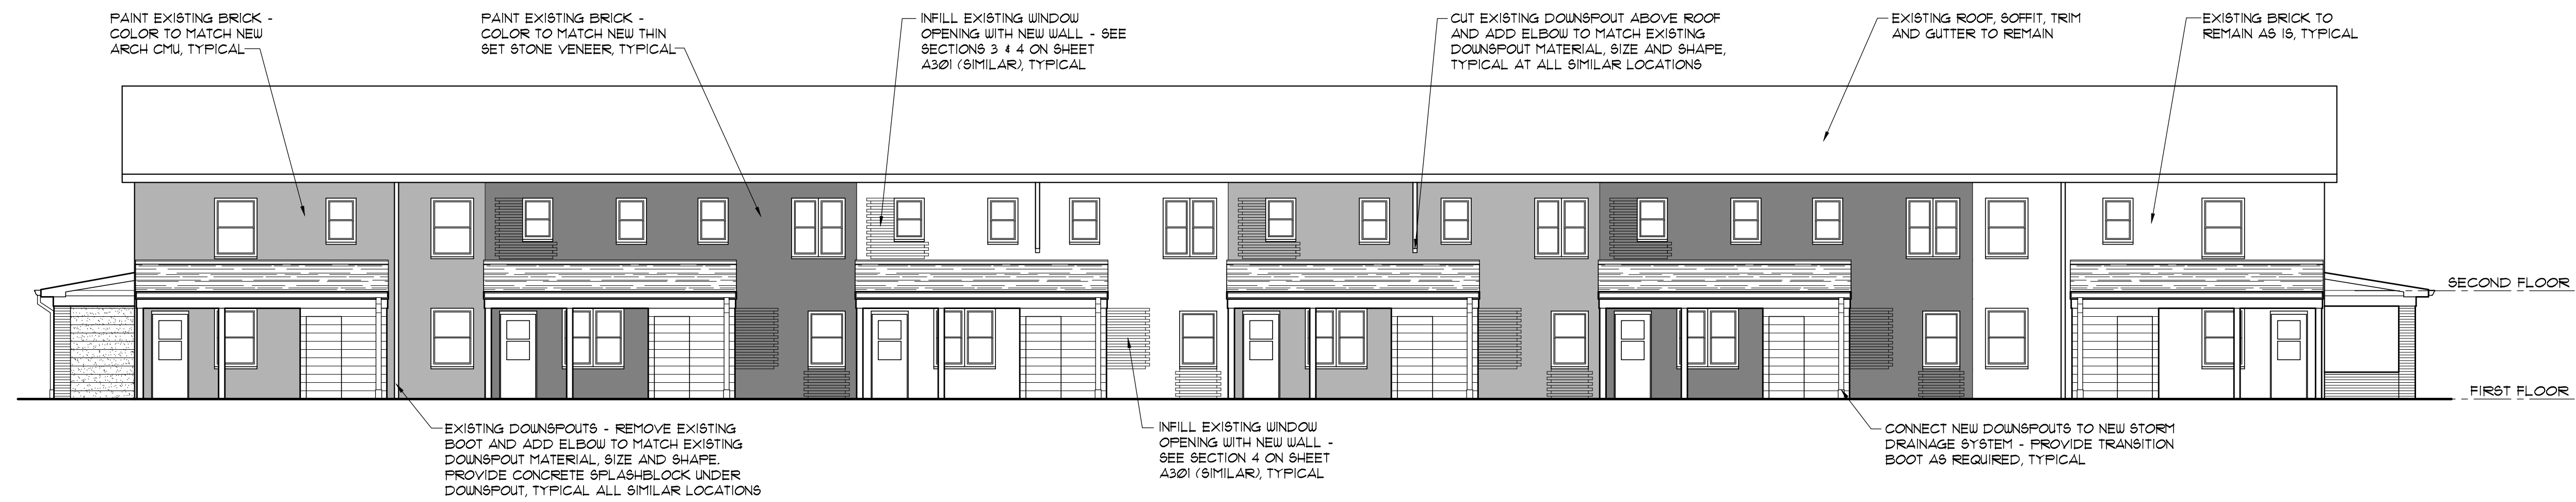 PAINT EXISTING BRICK -
COLOR TO MATCH NEW
ARCH CMU, TYPICAL
PAINT EXISTING BRICK -
COLOR TO MATCH NEW THIN
SET STONE VENEER, TYPICAL
INFILL EXISTING WINDOW
OPENING WITH NEW WALL - SEE
SECTIONS 3 & 4 ON SHEET
A301 (SIMILAR), TYPICAL
CUT EXISTING DOWNSPOUT ABOVE ROOF
AND ADD ELBOW TO MATCH EXISTING
DOWNSPOUT MATERIAL, SIZE AND SHAPE,
TYPICAL AT ALL SIMILAR LOCATIONS
EXISTING ROOF, SOFFIT, TRIM
AND GUTTER TO REMAIN
EXISTING BRICK TO
REMAIN AS IS, TYPICAL
SECOND FLOOR
FIRST FLOOR
EXISTING DOWNSPOUTS - REMOVE EXISTING
BOOT AND ADD ELBOW TO MATCH EXISTING
DOWNSPOUT MATERIAL, SIZE AND SHAPE.
PROVIDE CONCRETE SPLASHBLOCK UNDER
DOWNSPOUT, TYPICAL ALL SIMILAR LOCATIONS
INFILL EXISTING WINDOW
OPENING WITH NEW WALL -
SEE SECTION 4 ON SHEET
A301 (SIMILAR), TYPICAL
CONNECT NEW DOWNSPOUTS TO NEW STORM
DRAINAGE SYSTEM - PROVIDE TRANSITION
BOOT AS REQUIRED, TYPICAL